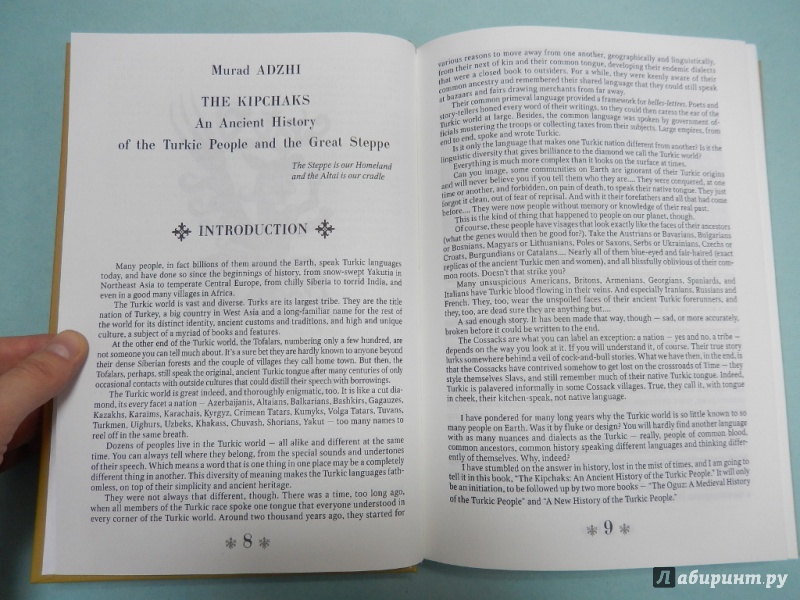 Murad ADZHI
THE KIPCHAKS
An Ancient History
of the Turkic People and the Great Steppe
The Steppe is our Homeland
and the Altai is our cradle
INTRODUCTION
Many people, in fact billions of them around the Earth, speak Turkic languages
today, and have done so since the beginnings of history, from snow-swept Yakutia in
Northeast Asia to temperate Central Europe, from chilly Siberia to torrid India, and
even in a good many villages in Africa.
The Turkic world is vast and diverse. Turks are its largest tribe. They are the title
nation of Turkey, a big country in West Asia and a long-familiar name for the rest of
the world for its distinct identity, ancient customs and traditions, and high and unique
culture, a subject of a myriad of books and features.
At the other end of the Turkic world, the Tofalars, numbering only a few hundred, are
not someone you can tell much about. It's a sure bet they are hardly known to anyone beyond
their dense Siberian forests and the couple of villages they call home town. But then, the
Tofalars, perhaps, still speak the original, ancient Turkic tongue after many centuries of only
occasional contacts with outside cultures that could distil their speech with borrowings.
The Turkic world is great indeed, and thoroughly enigmatic, too. It is like a cut dia-
mond, its every facet a nation — Azerbaijanis, Altaians, Balkarians, Bashkirs, Gagauzes,
Kazakhs, Karaims, Karachais, Kyrgyz, Crimean Tatars, Kumyks, Volga Tatars, Tuvans,
Turkmen, Uighurs, Uzbeks, Khakass, Chuvash, Shorians, Yakut — too many names to
reel off in the same breath.
Dozens of peoples live in the Turkic world — all alike and different at the same
time. You can always tell where they belong, from the special sounds and undertones
of their speech. Which means a word that is one thing in one place may be a completely
different thing in another. This diversity of meaning makes the Turkic languages fath-
omless, on top of their simplicity and ancient heritage.
They were not always that different, though. There was a time, too long ago,
when all members of the Turkic race spoke one tongue that everyone understood in
every corner of the Turkic world. Around two thousand years ago, they started for
8
various reasons to move away from one another, geographically and linguistically,
from their next of kin and their common tongue, developing their endemic dialects
that were a closed book to outsiders. For a while, they were keenly aware of their
common ancestry and remembered their shared language that they could still speak
at bazaars and fairs drawing merchants from far away.
Their common primeval language provided a framework for belles-lettres. Poets and
story-tellers honed every word of their writings, so they could then caress the ear of the
Turkic world at large. Besides, the common language was spoken by government of-
ficials mustering the troops or collecting taxes from their subjects. Large empires, from
end to end, spoke and wrote Turkic.
Is it only the language that makes one Turkic nation different from another? Is it the
linguistic diversity that gives brilliance to the diamond we call the Turkic world?
Everything is much more complex than it looks on the surface at times.
Can you image, some communities on Earth are ignorant of their Turkic origins
and will never believe if you tell them who they are.... They were conquered, at one
time or another, and forbidden, on pain of death, to speak their native tongue. They just
forgot it clean, out of fear of reprisal. And with it their forefathers and all that had come
before.... They were now people without memory or knowledge of their real past.
This is the kind of thing that happened to people on our planet, though.
Of course, these people have visages that look exactly like the faces of their ancestors
(what the genes would then be good for?). Take the Austrians or Bavarians, Bulgarians
or Bosnians, Magyars or Lithuanians, Poles or Saxons, Serbs or Ukrainians, Czechs or
Croats, Burgundians or Catalans.... Nearly all of them blue-eyed and fair-haired (exact
replicas of the ancient Turkic men and women), and all blissfully oblivious of their com-
mon roots. Doesn't that strike you?
Many unsuspicious Americans, Britons, Armenians, Georgians, Spaniards, and
Italians have Turkic blood flowing in their veins. And especially Iranians, Russians and
French. They, too, wear the unspoiled faces of their ancient Turkic forerunners, and
they, too, are dead sure they are anything but....
A sad enough story. It has been made that way, though — sad, or more accurately,
broken before it could be written to the end.
The Cossacks are what you can label an exception: a nation — yes and no, a tribe —
depends on the way you look at it. If you will understand it, of course. Their true story
lurks somewhere behind a veil of cock-and-bull stories. What we have then, in the end, is
that the Cossacks have contrived somehow to get lost on the crossroads of Time — they
style themselves Slavs, and still remember much of their native Turkic tongue. Indeed,
Turkic is palavered informally in some Cossack villages. True, they call it, with tongue
in cheek, their kitchen-speak, not native language.
I have pondered for many long years why the Turkic world is so little known to so
many people on Earth. Was it by fluke or design? You will hardly find another language
with as many nuances and dialects as the Turkic — really, people of common blood,
common ancestors, common history speaking different languages and thinking differ-
ently of themselves. Why, indeed?
I have stumbled on the answer in history, lost in the mist of times, and I am going to
tell it in this book, "The Kipchaks: An Ancient History of the Turkic People." It will only
be an initiation, to be followed up by two more books — "The Oguz: A Medieval History
of the Turkic People" and "A New History of the Turkic People."
9
Лабиринт.ру